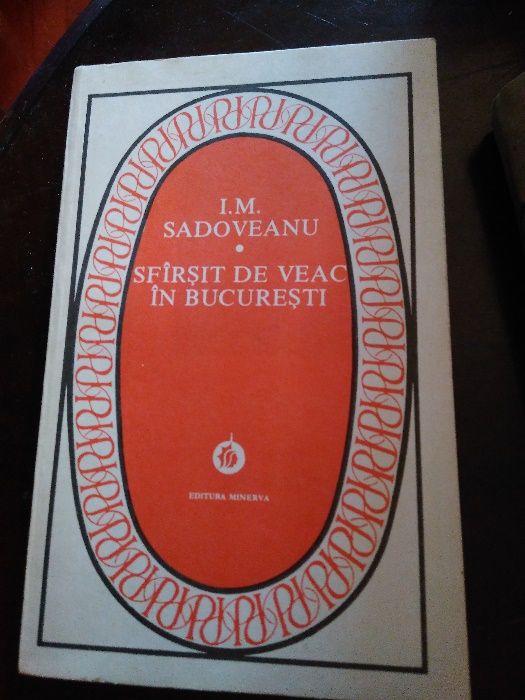 I.M.
SADOVEANU
•
SFÎRȘIT DE VEAC
ÎN BUCUREȘTI
EDITURA MINERVA